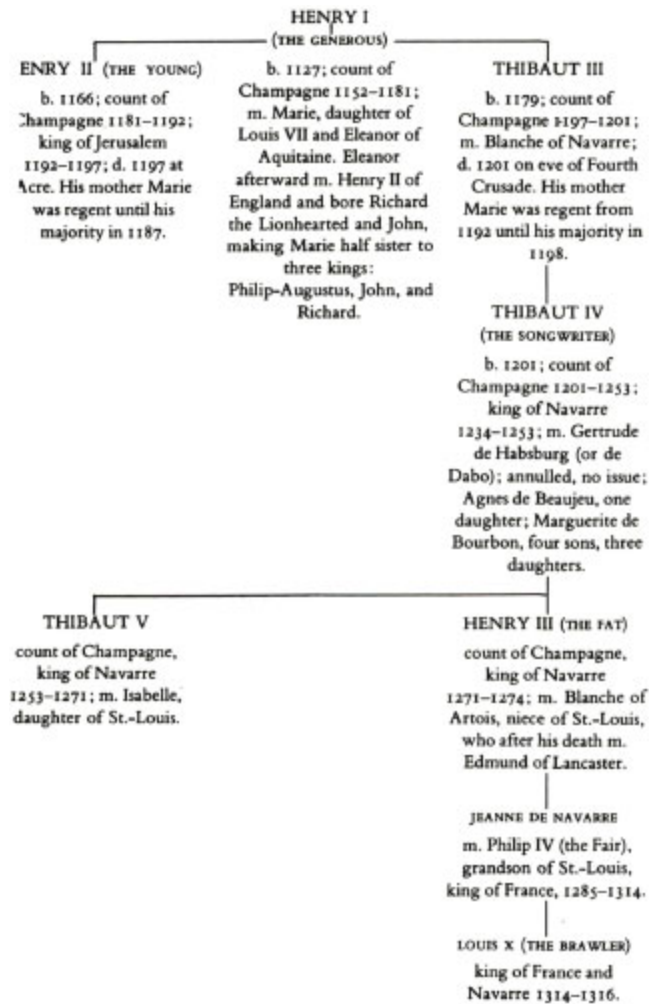 HENRY I
(THE GENEROUS)
ENRY II (THE YOUNG)
b. 1166; count of
Champagne 1181–1192;
king of Jerusalem
1192–1197; d. 1197 at
Acre. His mother Marie
was regent until his
majority in 1187.
b. 1127; count of
Champagne 1152–1181;
m. Marie, daughter of
Louis VII and Eleanor of
Aquitaine. Eleanor
afterward m. Henry II of
England and bore Richard
the Lionhearted and John,
making Marie half sister to
three kings:
Philip-Augustus, John, and
Richard.
THIBAUT III
b. 1179; count of
Champagne 1197–1201;
m. Blanche of Navarre;
d. 1201 on eve of Fourth
Crusade. His mother
Marie was regent from
1192 until his majority in
1198.
THIBAUT IV
(THE SONGWRITER)
b. 1201; count of
Champagne 1201–1253;
king of Navarre
1234–1253; m. Gertrude
de Habsburg (or de
Dabo); annulled, no issue;
Agnes de Beaujeu, one
daughter; Marguerite de
Bourbon, four sons, three
daughters.
THIBAUT V
count of Champagne,
king of Navarre
1253–1271; m. Isabelle,
daughter of St.-Louis.
HENRY III (THE FAT)
count of Champagne,
king of Navarre
1271–1274; m. Blanche of
Artois, niece of St.-Louis,
who after his death m.
Edmund of Lancaster.
JEANNE DE NAVARRE
m. Philip IV (the Fair),
grandson of St.-Louis,
king of France, 1285–1314.
LOUIS X (THE BRAWLER)
king of France and
Navarre 1314–1316.